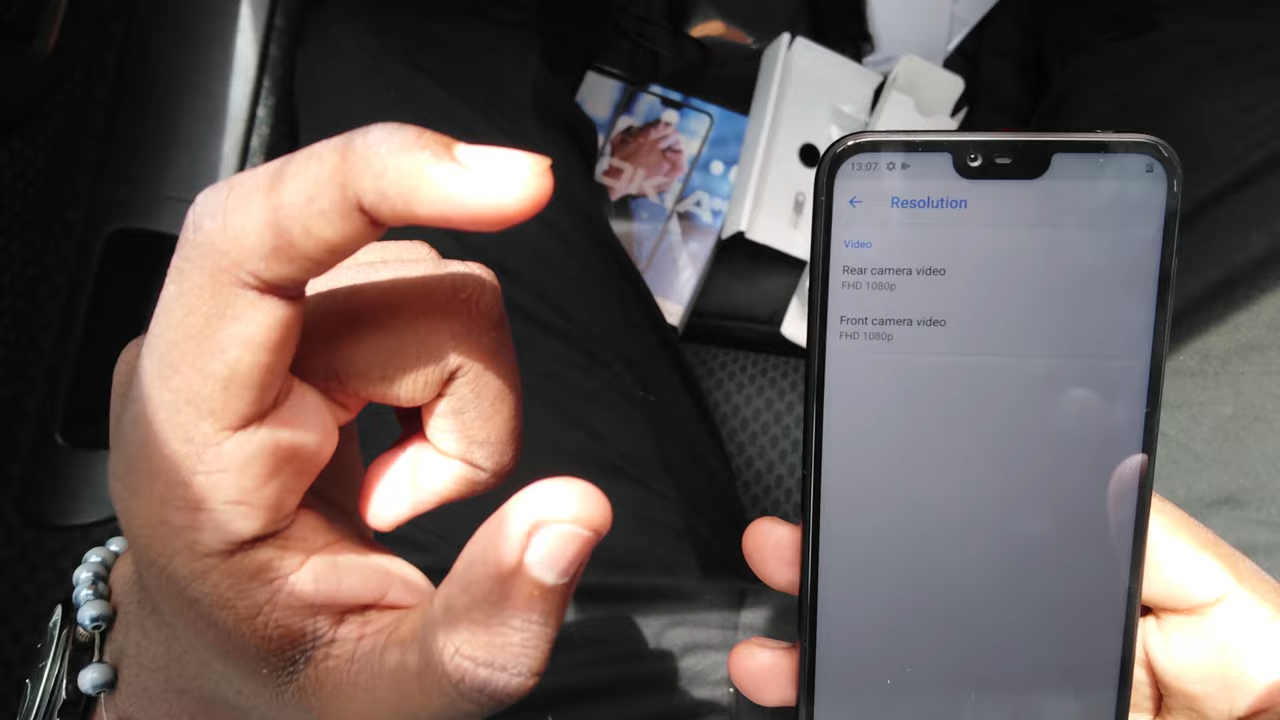 13:07
Resolution
Video
Rear camera video
FHD 1080p
Front camera video
FHD 1080p